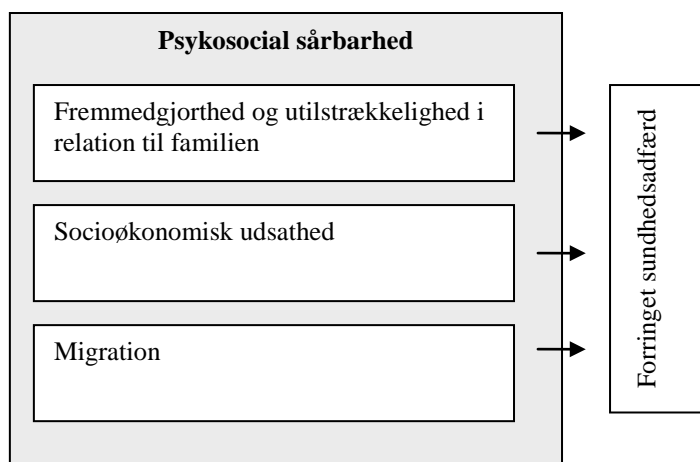 Psykosocial sårbarhed
Fremmedgjorthed og utilstrækkelighed i
relation til familien
Socioøkonomisk udsathed
Migration
Forringet sundhedsadfærd